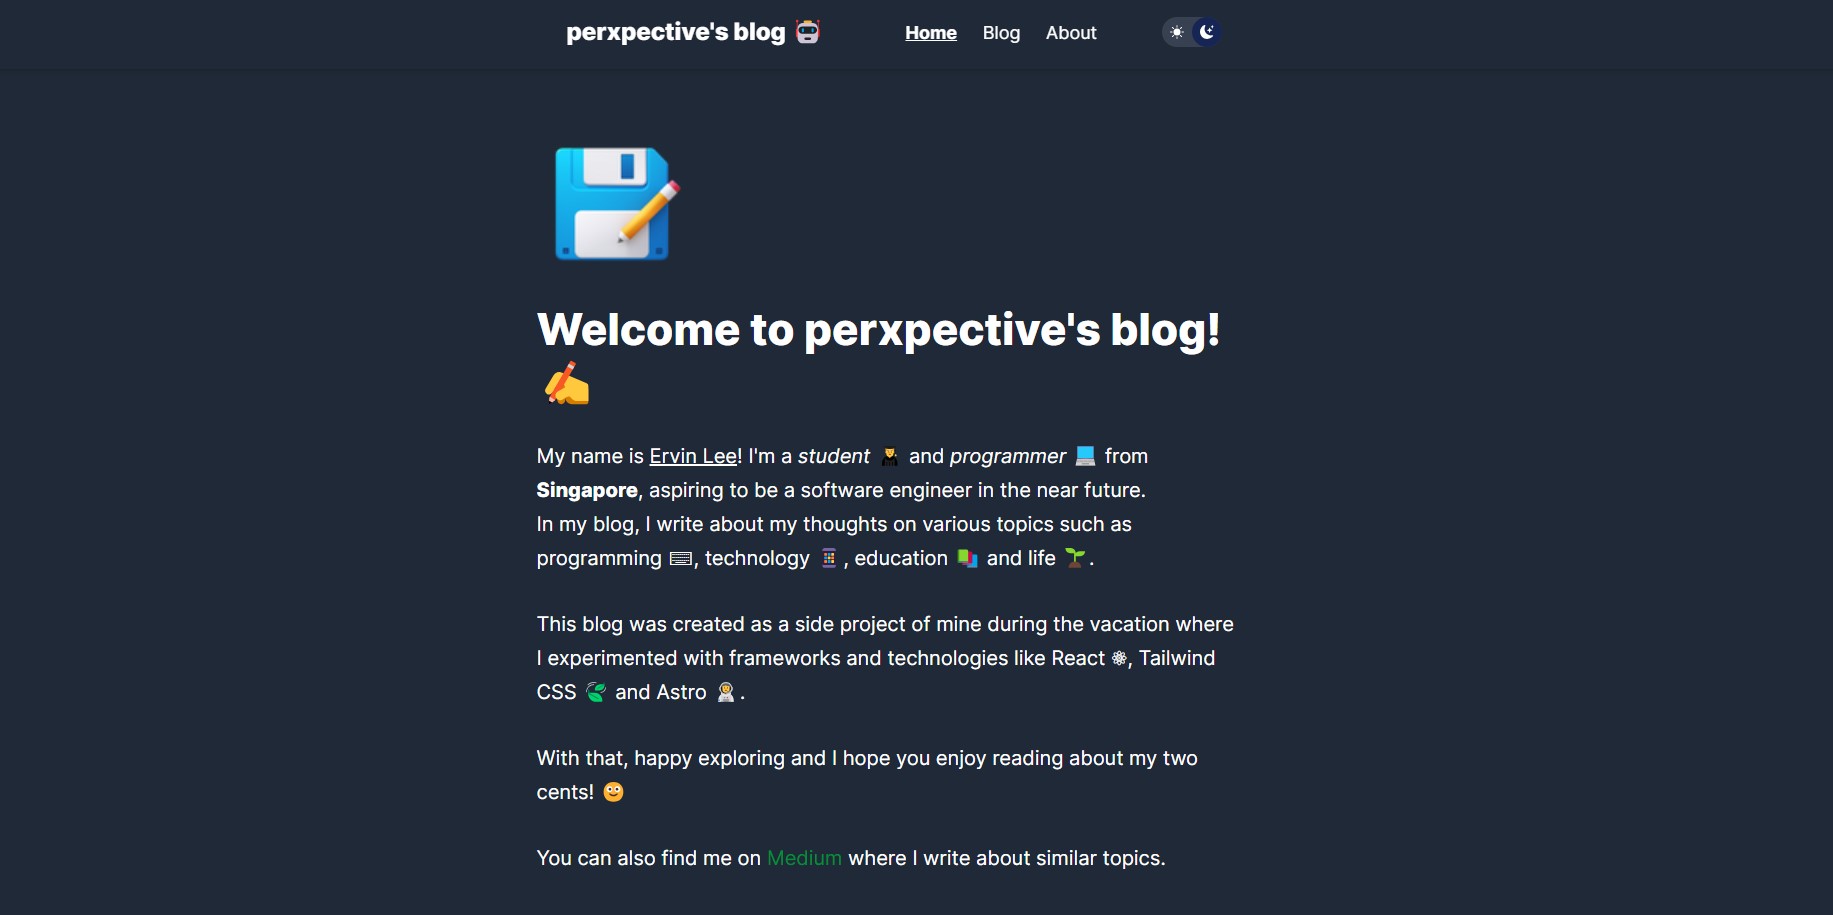 perxpective's blog 🤖
Home Blog About
Welcome to perxpective's blog!
✍️
My name is Ervin Lee! I'm a student 👩‍🎓 and programmer 💻 from
Singapore, aspiring to be a software engineer in the near future.
In my blog, I write about my thoughts on various topics such as
programming ⌨, technology 📱, education 📚 and life 🌱.
This blog was created as a side project of mine during the vacation where
I experimented with frameworks and technologies like React ⚛, Tailwind
CSS 🍃 and Astro 👩‍🚀.
With that, happy exploring and I hope you enjoy reading about my two
cents! 🙂
You can also find me on Medium where I write about similar topics.